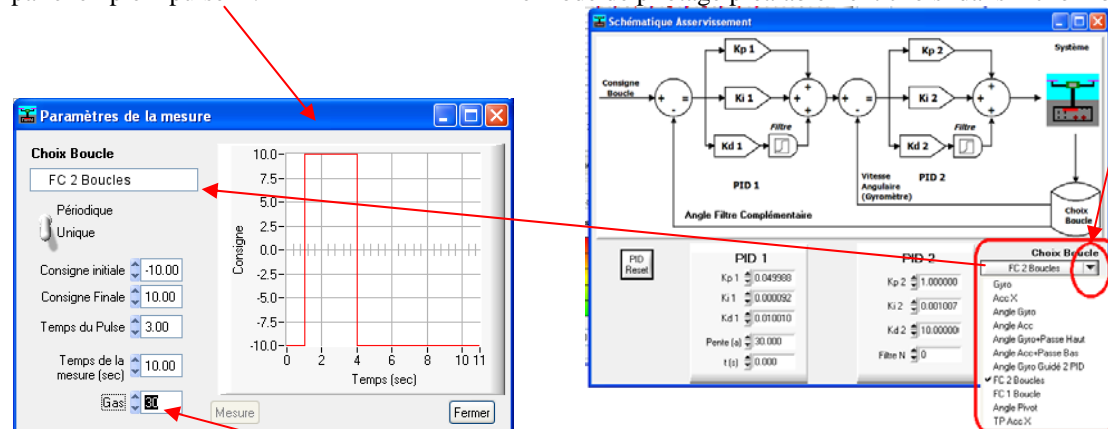 Schématique Asservissement
Consigne
Boucle
Kp 1
Ki 1
Kd 1
Filtre
PID 1
Kp 2
Ki 2
Kd 2
Filtre
PID 2
Système
Vitesse
Angulaire
(Gyromètre)
Angle Filtre Complémentaire
Choix
Boucle
PID
Reset
PID 1
Kp 1 0.049988
Ki 1 0.000092
Kd 1 0.010010
Pente (a) 30.000
t (s) 0.000
PID 2
Kp 2 1.000000
Ki 2 0.001007
Kd 2 10.00000
Filtre N 0
Choix Boucle
FC 2 Boucles
Gyro
Acc X
Angle Gyro
Angle Acc
Angle Gyro+Passe Haut
Angle Acc+Passe Bas
Angle Gyro Guidé 2 PID
FC 2 Boucles
FC 1 Boucle
Angle Pivot
TP Acc X
Paramètres de la mesure
Choix Boucle
FC 2 Boucles
Périodique
Unique
Consigne initiale -10.00
Consigne Finale 10.00
Temps du Pulse 3.00
Temps de la
mesure (sec) 10.00
Gas 30
Consigne
10.0
7.5
5.0
2.5
0.0
-2.5
-5.0
-7.5
-10.0
0 2 4 6 8 10 11
Temps (sec)
Mesure
Fermer